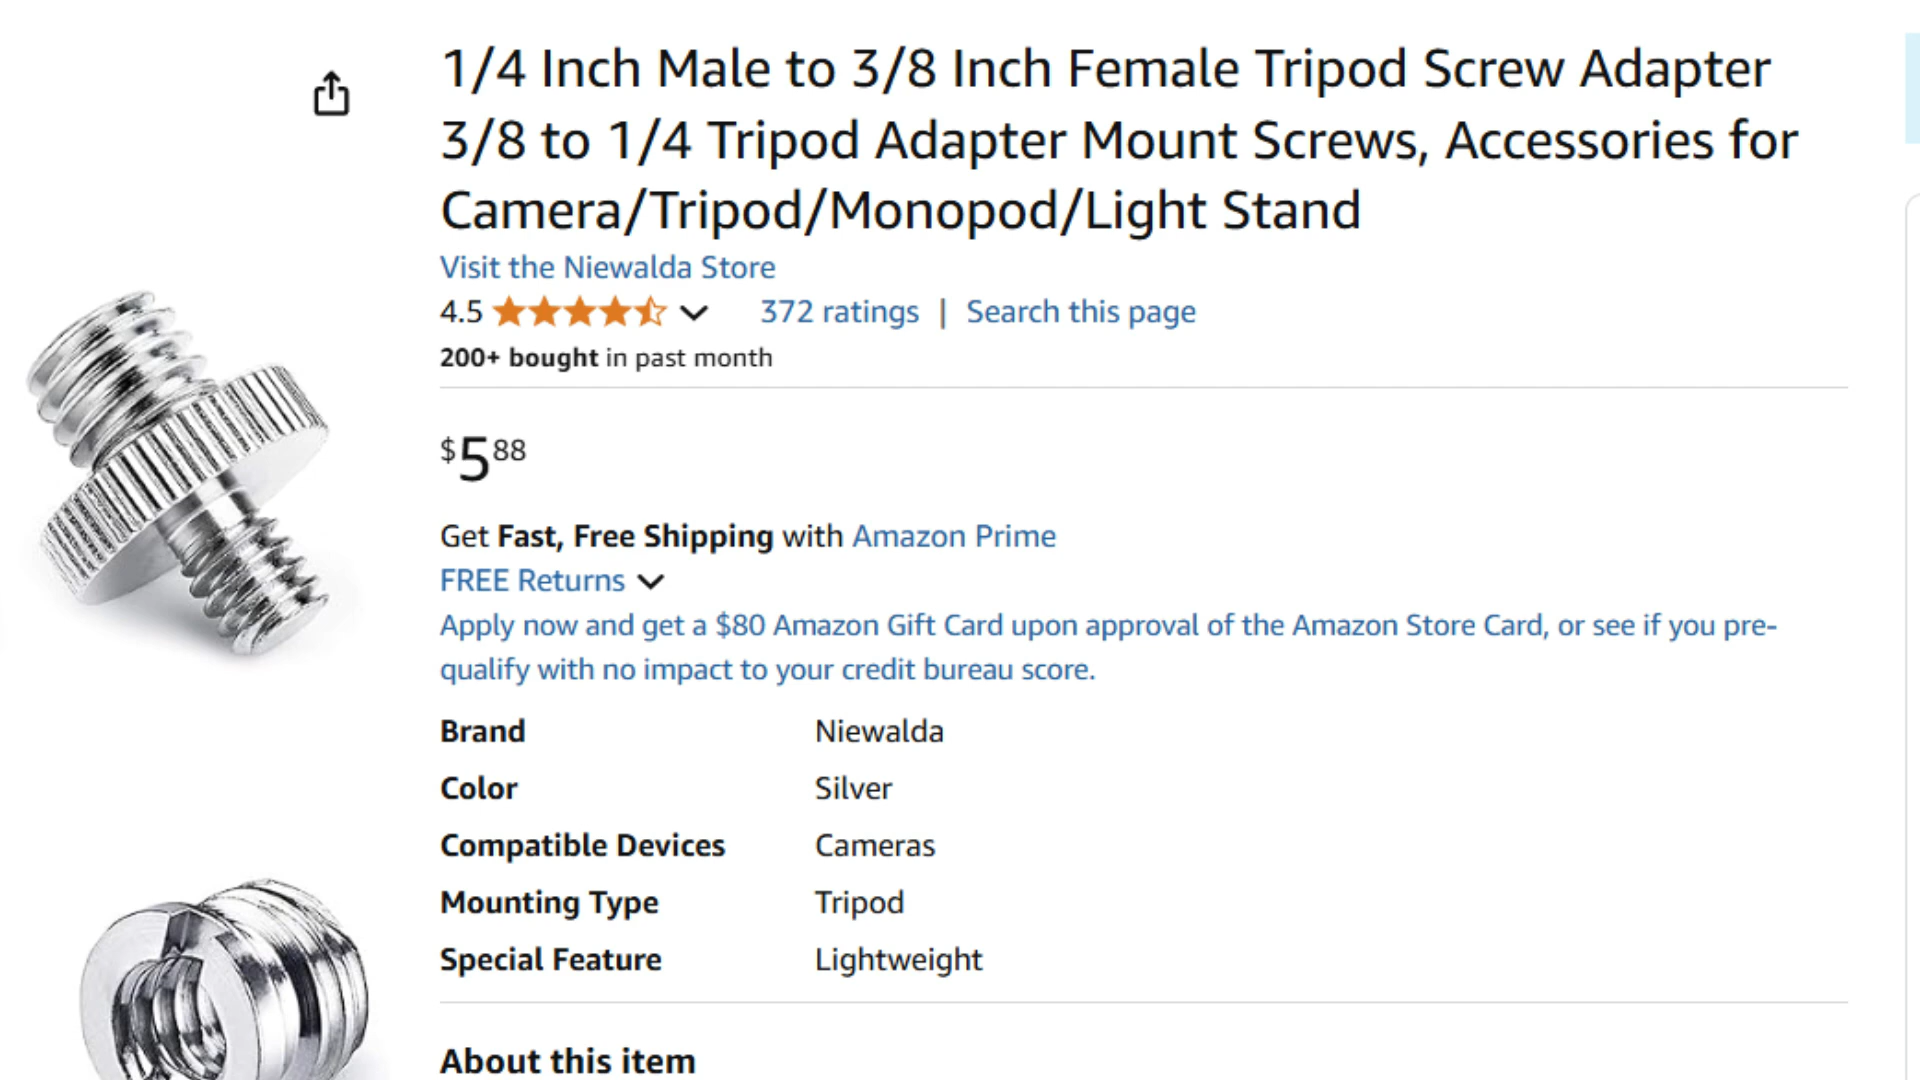 1/4 Inch Male to 3/8 Inch Female Tripod Screw Adapter
3/8 to 1/4 Tripod Adapter Mount Screws, Accessories for
Camera/Tripod/Monopod/Light Stand
Visit the Niewalda Store
4.5 372 ratings | Search this page
200+ bought in past month
$5 88
Get Fast, Free Shipping with Amazon Prime
FREE Returns
Apply now and get a $80 Amazon Gift Card upon approval of the Amazon Store Card, or see if you pre-
qualify with no impact to your credit bureau score.
Brand Niewalda
Color Silver
Compatible Devices Cameras
Mounting Type Tripod
Special Feature Lightweight
About this item